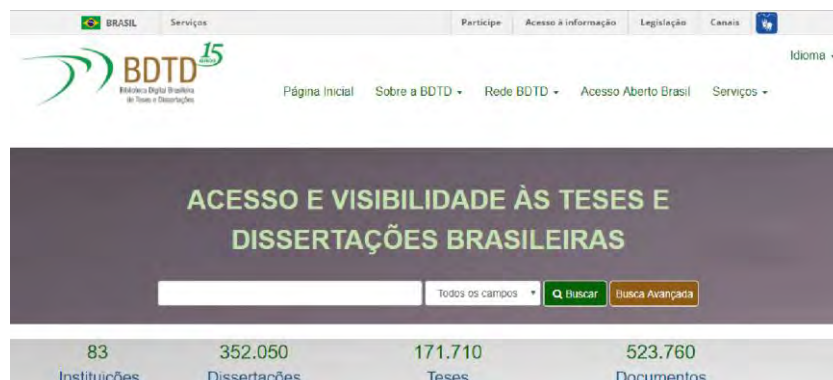 BRASIL Serviços Participe Acesso à informação Legislação Canais
15
anos
BDTD
Biblioteca Digital Brasileira
de Teses e Dissertações
Idioma
Página Inicial Sobre a BDTD Rede BDTD Acesso Aberto Brasil Serviços
ACESSO E VISIBILIDADE ÀS TESES E
DISSERTAÇÕES BRASILEIRAS
Todos os campos Buscar Busca Avançada
83 352.050 171.710 523.760
Instituições Dissertações Teses Documentos